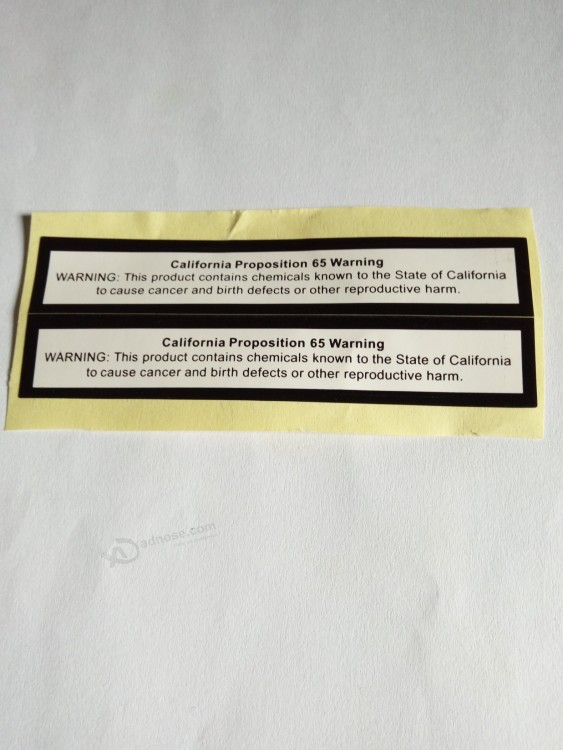 California Proposition 65 Warning
WARNING: This product contains chemicals known to the State of California
to cause cancer and birth defects or other reproductive harm.
California Proposition 65 Warning
WARNING: This product contains chemicals known to the State of California
to cause cancer and birth defects or other reproductive harm.
adnose.com